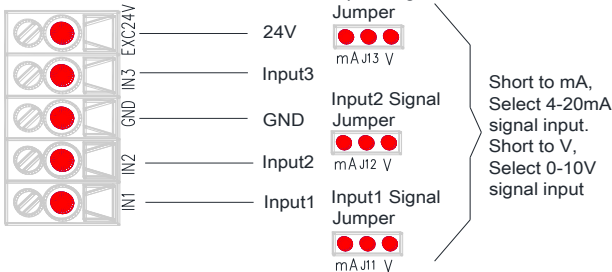 Jumper
EXC24V
24V
mA J13 V
IN3
Input3
Short to mA,
Select 4-20mA
signal input.
Short to V,
Select 0-10V
signal input
Input2 Signal
Jumper
GND
GND
mA J12 V
IN2
Input2
Input1 Signal
Jumper
IN1
Input1
mA J11 V